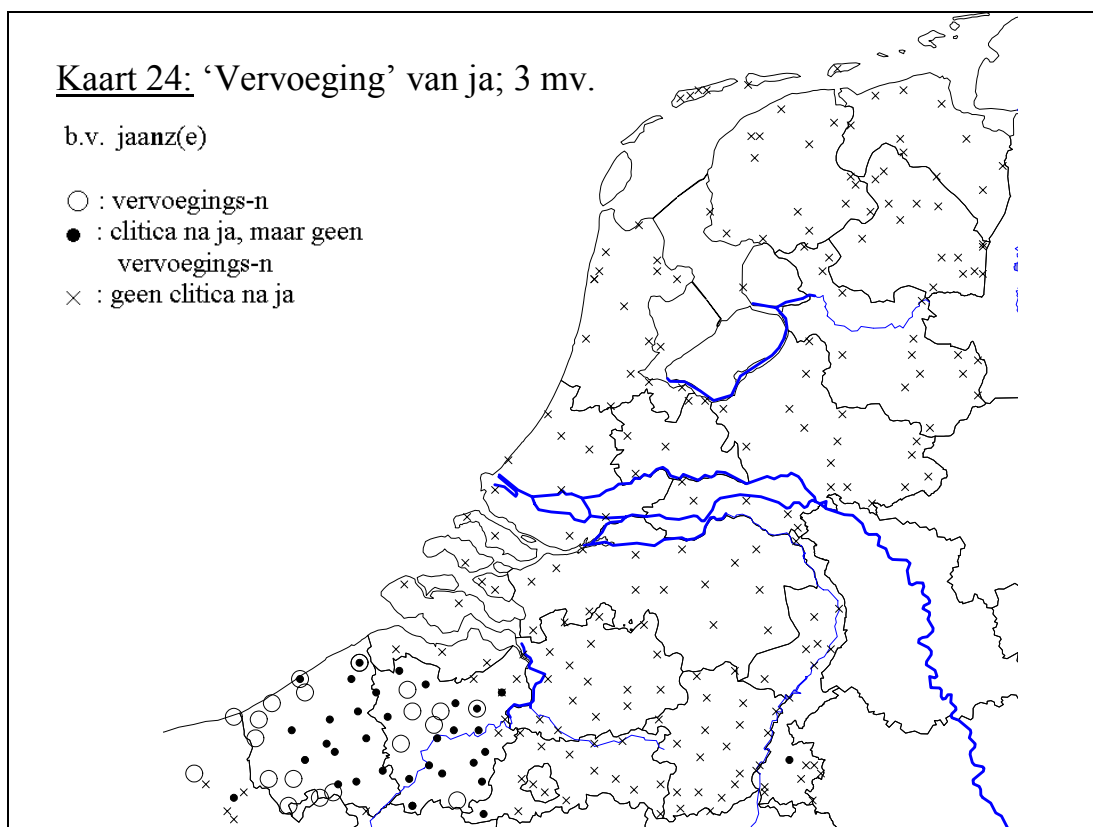 Kaart 24: ‘Vervoeging’ van ja; 3 mv.
b.v. jaanz(e)
○ : vervoegings-n
● : clitica na ja, maar geen
vervoegings-n
× : geen clitica na ja